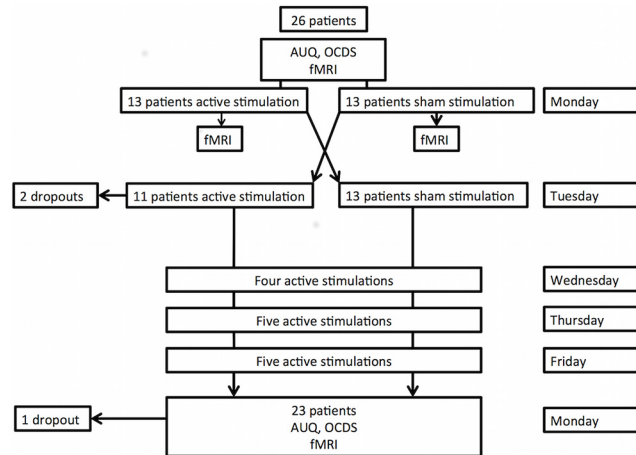 26 patients
AUQ, OCDS
fMRI
13 patients active stimulation
13 patients sham stimulation
Monday
fMRI
fMRI
2 dropouts
11 patients active stimulation
13 patients sham stimulation
Tuesday
Four active stimulations
Wednesday
Five active stimulations
Thursday
Five active stimulations
Friday
1 dropout
23 patients
AUQ, OCDS
fMRI
Monday